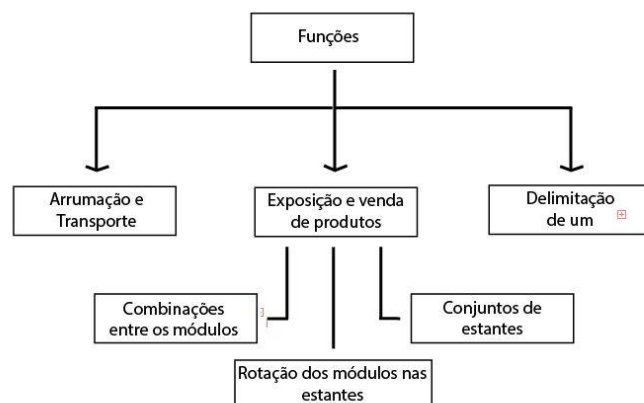 Funções
Arrumação e
Transporte
Exposição e venda
de produtos
Delimitação
de um
Combinações
entre os módulos
Conjuntos de
estantes
Rotação dos módulos nas
estantes